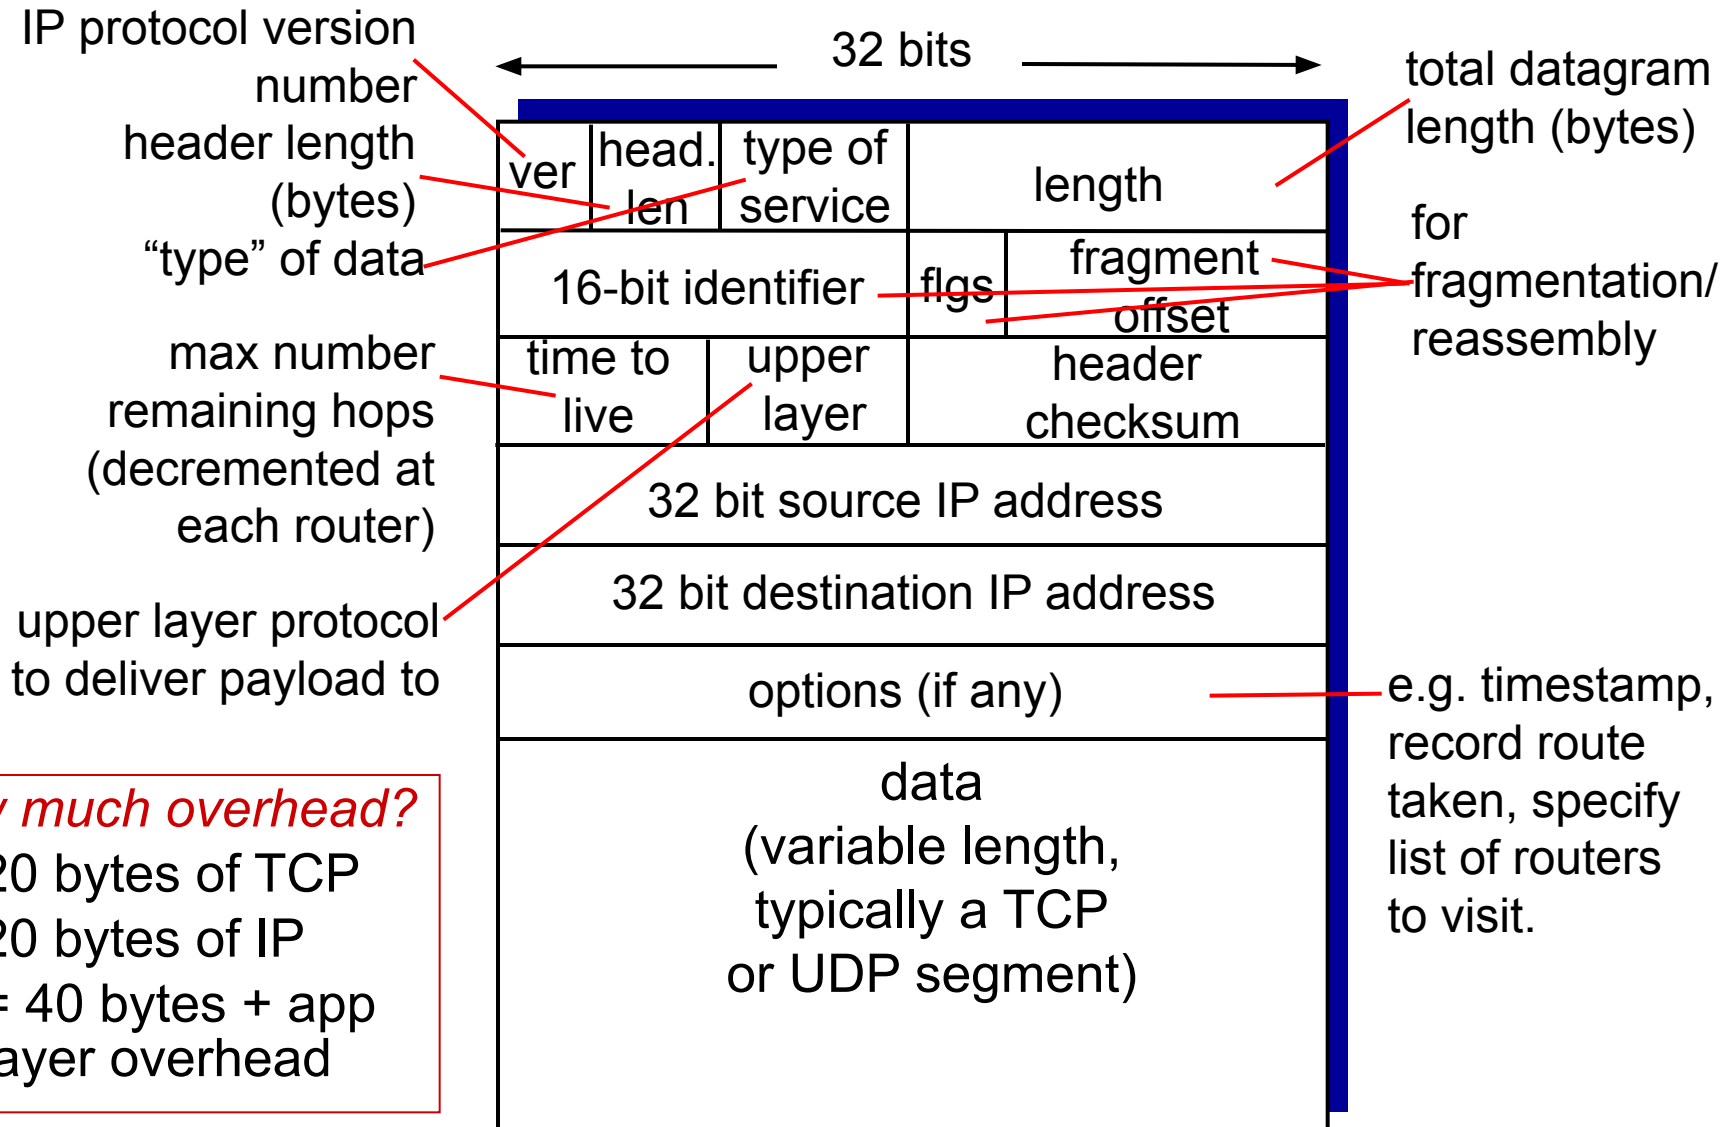 IP protocol version
number
header length
(bytes)
“type” of data
max number
remaining hops
(decremented at
each router)
upper layer protocol
to deliver payload to
much overhead?
20 bytes of TCP
20 bytes of IP
= 40 bytes + app
overhead
32 bits
ver
head.
len
type of
service
length
16-bit identifier
flgs
fragment
offset
time to
live
upper
layer
header
checksum
32 bit source IP address
32 bit destination IP address
options (if any)
data
(variable length,
typically a TCP
or UDP segment)
total datagram
length (bytes)
for
fragmentation/
reassembly
e.g. timestamp,
record route
taken, specify
list of routers
to visit.